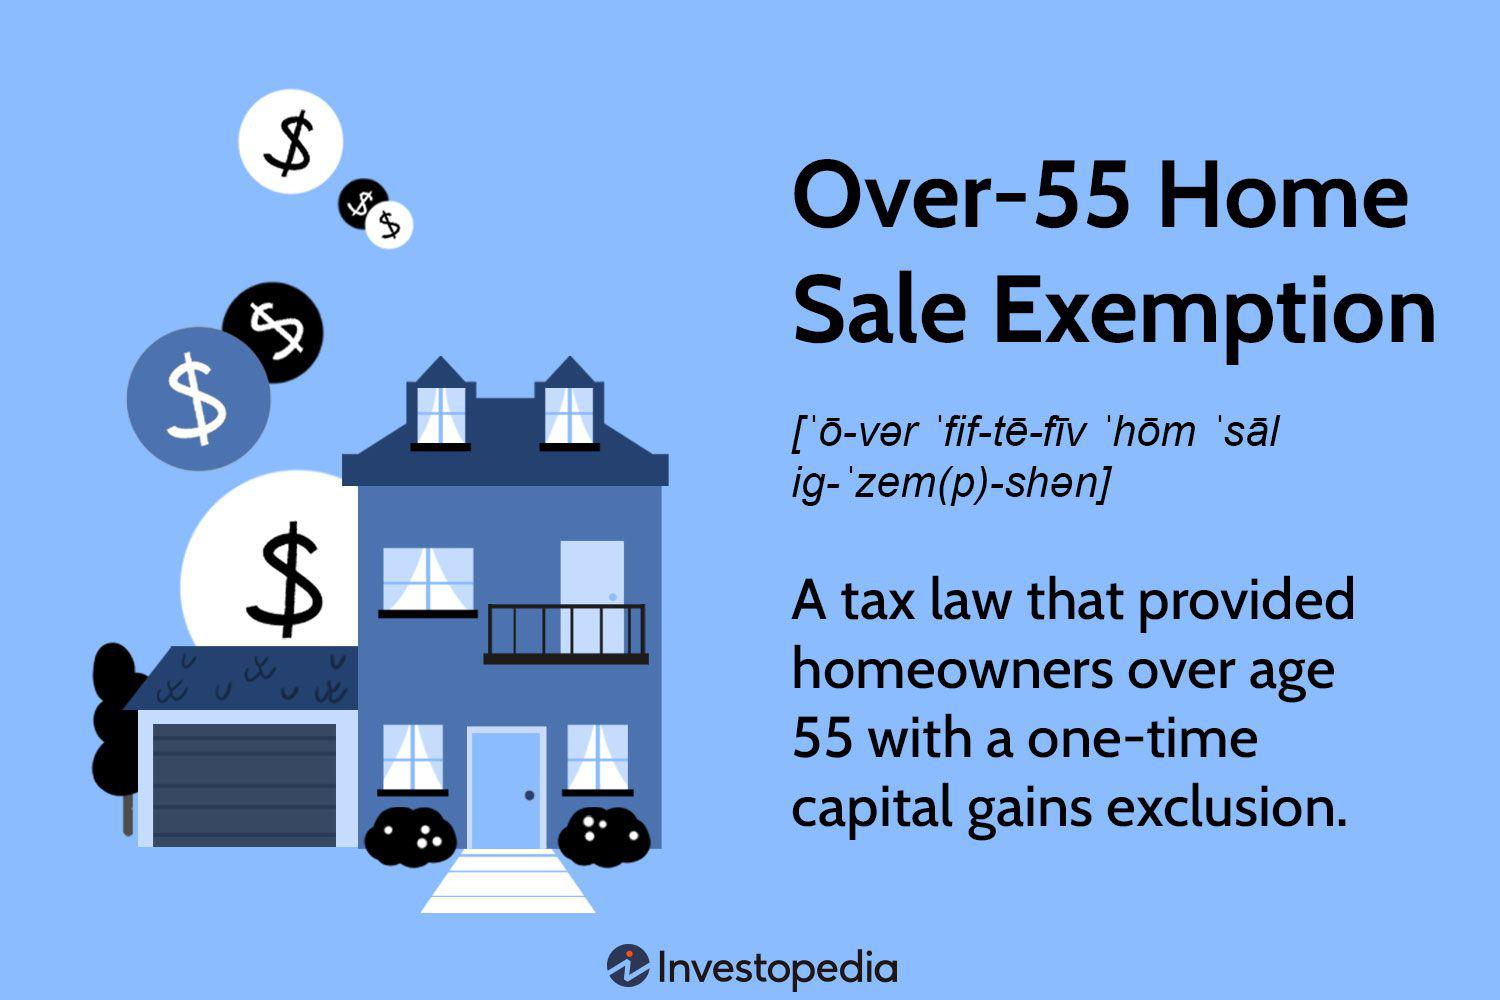 $
$
$
$
$
$
Over-55 Home
Sale Exemption
[ˈō-vər ˈfif-tē-fīv ˈhōm ˈsāl
ig-ˈzem(p)-shən]
A tax law that provided
homeowners over age
55 with a one-time
capital gains exclusion.
Investopedia